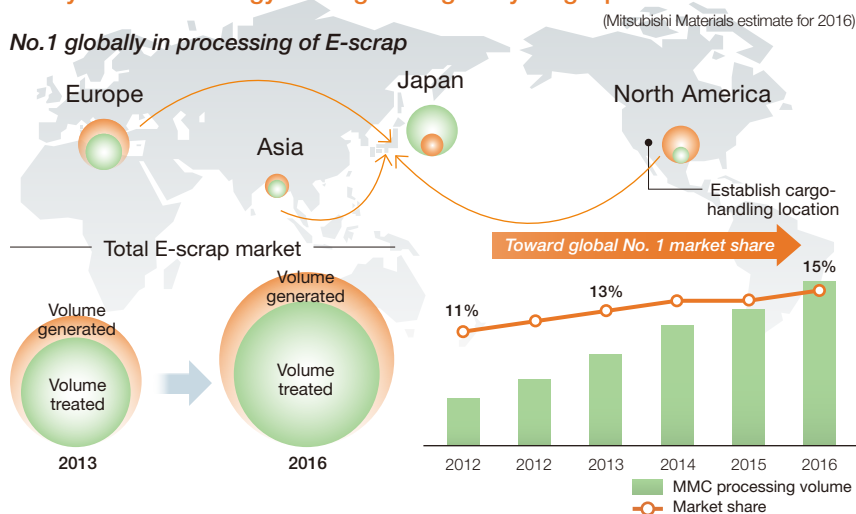 (Mitsubishi Materials estimate for 2016)
No.1 globally in processing of E-scrap
Europe
Japan
North America
Asia
Establish cargo-
handling location
Total E-scrap market
Toward global No. 1 market share
Volume
generated
Volume
treated
2013
Volume
generated
Volume
treated
2016
11%
13%
15%
2012
2012
2013
2014
2015
2016
MMC processing volume
Market share